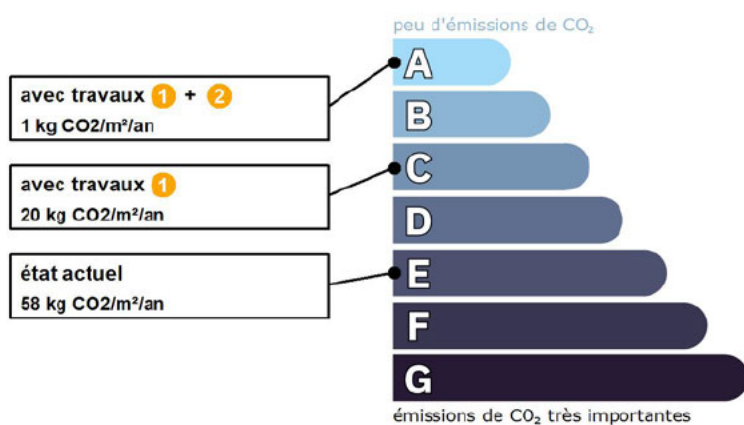 peu d'émissions de CO₂
A
avec travaux 1 + 2
1 kg CO2/m²/an
B
C
avec travaux 1
20 kg CO2/m²/an
D
état actuel
58 kg CO2/m²/an
E
F
G
émissions de CO₂ très importantes